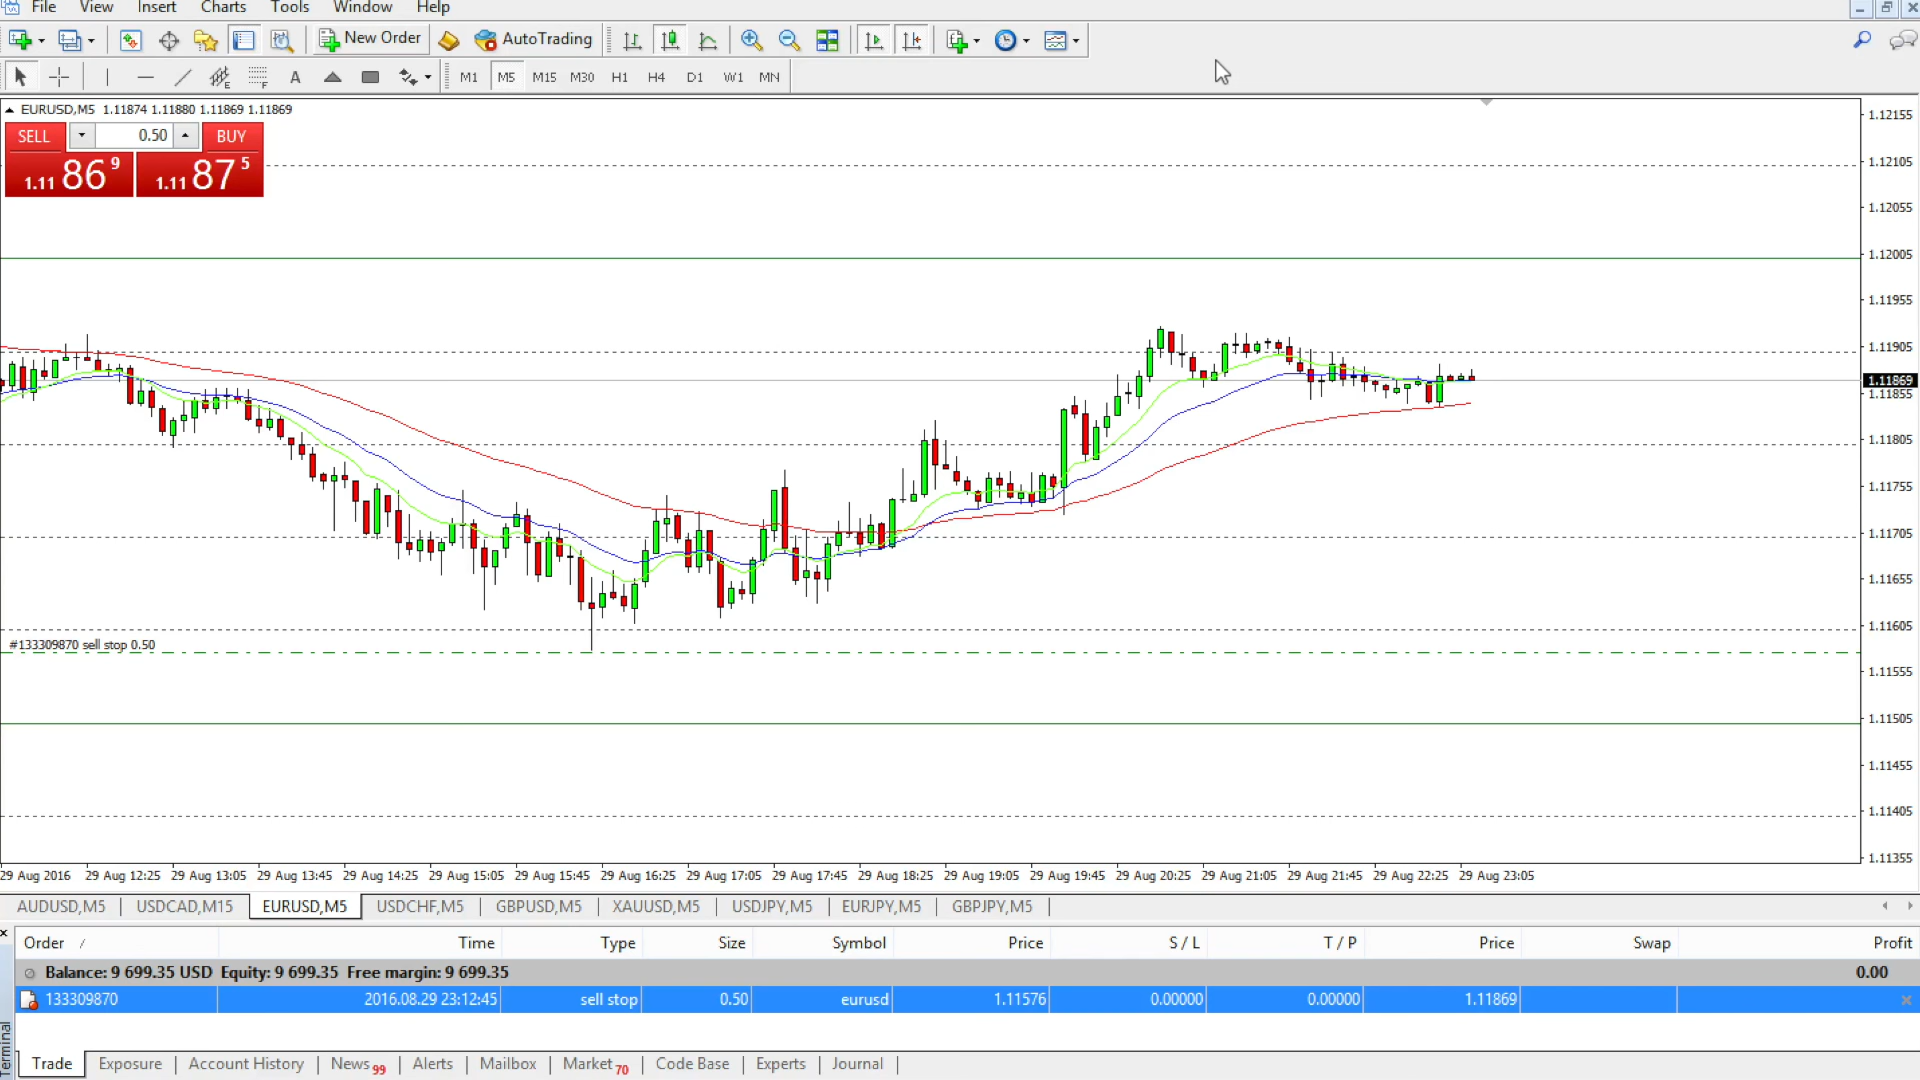 File View Insert Charts Tools Window Help
New Order AutoTrading
A M1 M5 M15 M30 H1 H4 D1 W1 MN
EURUSD,M5 1.11874 1.11880 1.11869 1.11869
SELL 0.50 BUY
1.11 86 9 1.11 87 5
1.12155
1.12105
1.12055
1.12005
1.11955
1.11905
1.11869
1.11855
1.11805
1.11755
1.11705
1.11655
1.11605
#133309870 sell stop 0.50
1.11555
1.11505
1.11455
1.11405
1.11355
29 Aug 2016 29 Aug 12:25 29 Aug 13:05 29 Aug 13:45 29 Aug 14:25 29 Aug 15:05 29 Aug 15:45 29 Aug 16:25 29 Aug 17:05 29 Aug 17:45 29 Aug 18:25 29 Aug 19:05 29 Aug 19:45 29 Aug 20:25 29 Aug 21:05 29 Aug 21:45 29 Aug 22:25 29 Aug 23:05
AUDUSD,M5 USDCAD,M15 EURUSD,M5 USDCHF,M5 GBPUSD,M5 XAUUSD,M5 USDJPY,M5 EURJPY,M5 GBPJPY,M5
Order / Time Type Size Symbol Price S / L T / P Price Swap Profit
Balance: 9 699.35 USD Equity: 9 699.35 Free margin: 9 699.35 0.00
133309870 2016.08.29 23:12:45 sell stop 0.50 eurusd 1.11576 0.00000 0.00000 1.11869
Terminal
Trade Exposure Account History News 99 Alerts Mailbox Market 70 Code Base Experts Journal